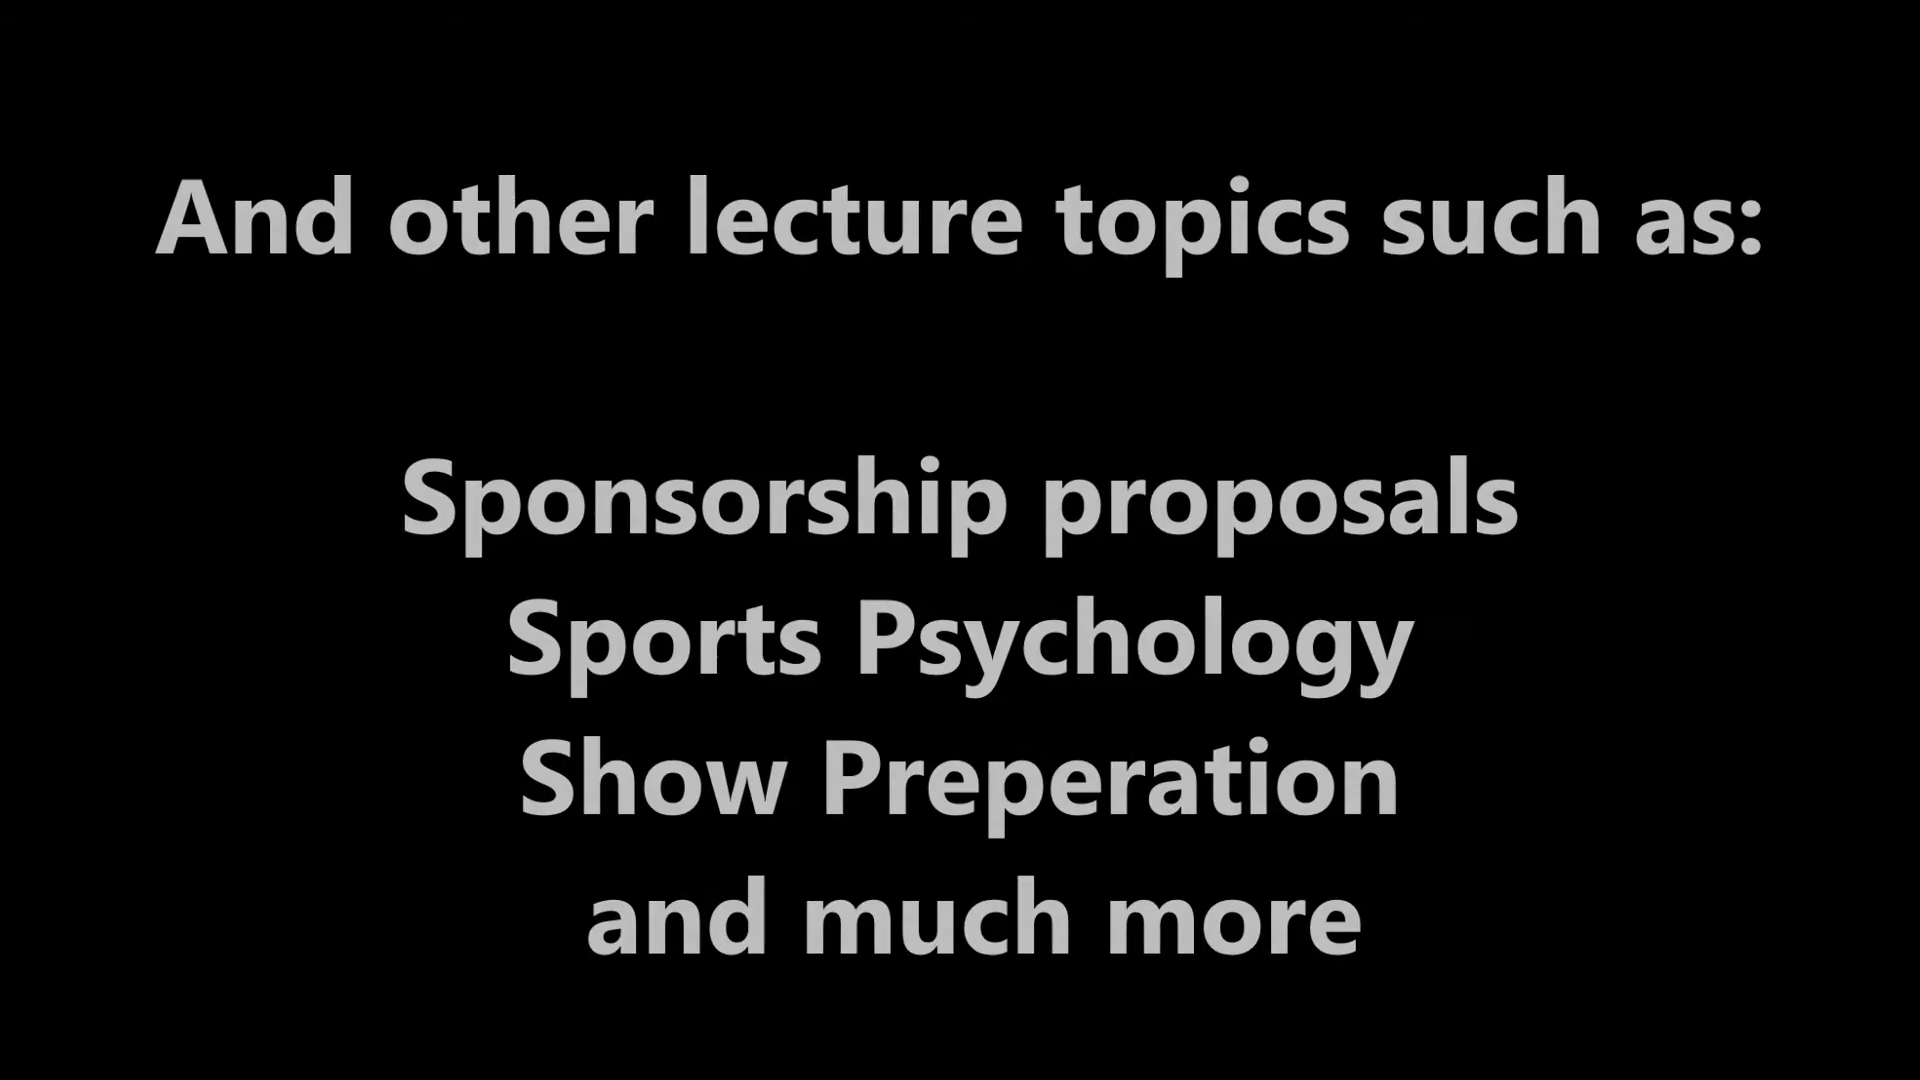 And other lecture topics such as:
Sponsorship proposals
Sports Psychology
Show Preperation
and much more